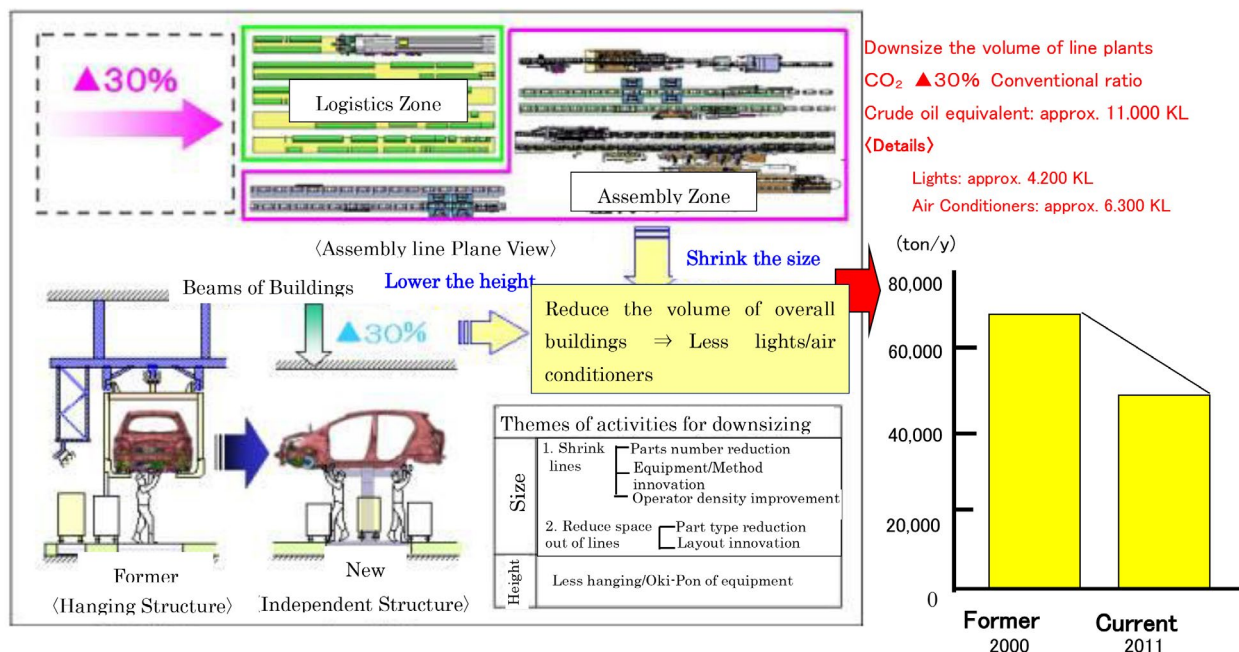 ▲30%
Logistics Zone
Assembly Zone
〈Assembly line Plane View〉
Downsize the volume of line plants
CO₂ ▲30% Conventional ratio
Crude oil equivalent: approx. 11.000 KL
〈Details〉
Lights: approx. 4.200 KL
Air Conditioners: approx. 6.300 KL
Beams of Buildings
Lower the height
▲30%
Shrink the size
Reduce the volume of overall
buildings ⇒ Less lights/air
conditioners
Former
〈Hanging Structure〉
New
〈Independent Structure〉
Themes of activities for downsizing
Size
1. Shrink
lines
Parts number reduction
Equipment/Method
innovation
Operator density improvement
2. Reduce space
out of lines
Part type reduction
Layout innovation
Height
Less hanging/Oki-Pon of equipment
(ton/y)
80,000
60,000
40,000
20,000
0
Former
2000
Current
2011